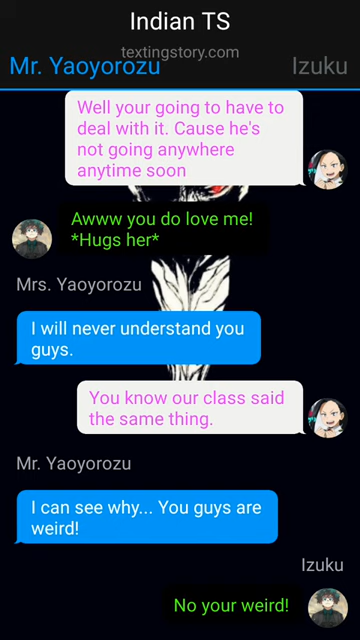 Indian TS
textingstory.com
Mr. Yaoyorozu Izuku
Well your going to have to
deal with it. Cause he's
not going anywhere
anytime soon
Awww you do love me!
*Hugs her*
Mrs. Yaoyorozu
I will never understand you
guys.
You know our class said
the same thing.
Mr. Yaoyorozu
I can see why... You guys are
weird!
Izuku
No your weird!